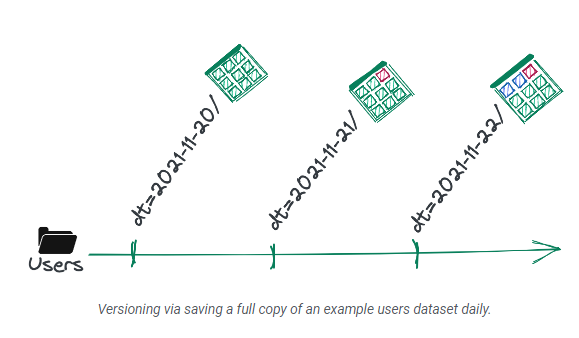 dt=2021-11-20/
dt=2021-11-21/
dt=2021-11-22/
Users
Versioning via saving a full copy of an example users dataset daily.